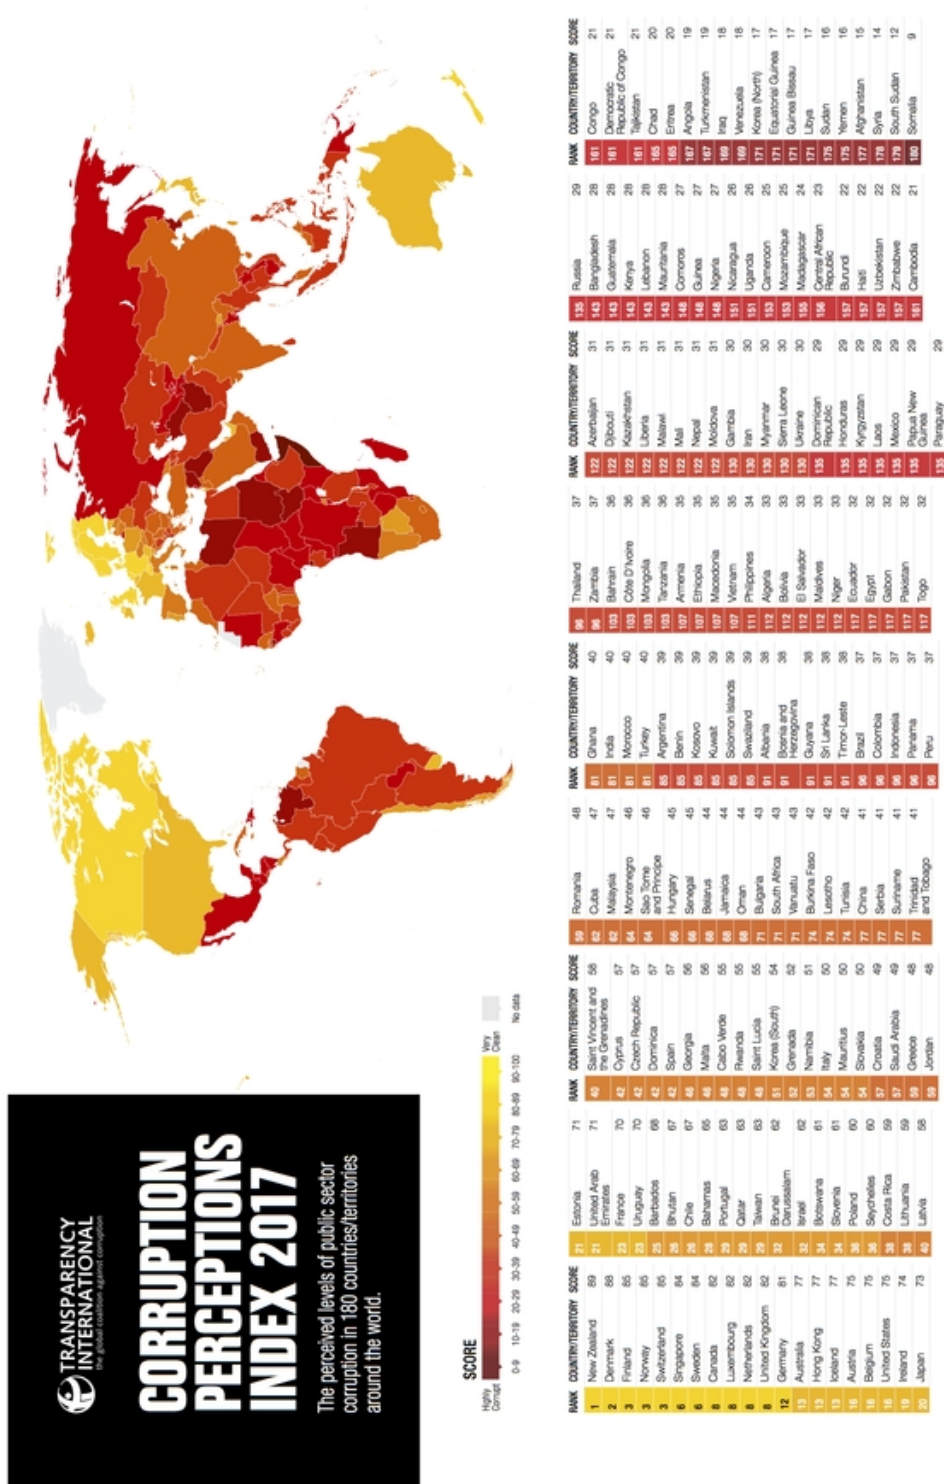 TRANSPARENCY
INTERNATIONAL
the global coalition against corruption
CORRUPTION
PERCEPTIONS
INDEX 2017
The perceived levels of public sector
corruption in 180 countries/territories
around the world.
SCORE
Highly
Corrupt
Very
Clean
0-9 10-19 20-29 30-39 40-49 50-59 60-69 70-79 80-89 90-100 No data
RANK COUNTRY/TERRITORY SCORE
1 New Zealand 89
2 Denmark 88
3 Finland 85
3 Norway 85
3 Switzerland 85
6 Singapore 84
6 Sweden 84
8 Canada 82
8 Luxembourg 82
8 Netherlands 82
8 United Kingdom 82
12 Germany 81
13 Australia 77
13 Hong Kong 77
13 Iceland 77
16 Austria 75
16 Belgium 75
16 United States 75
19 Ireland 74
20 Japan 73
RANK COUNTRY/TERRITORY SCORE
21 Estonia 71
21 United Arab
Emirates 71
23 France 70
23 Uruguay 70
25 Barbados 68
26 Bhutan 67
26 Chile 67
28 Bahamas 65
29 Portugal 63
29 Qatar 63
29 Taiwan 63
32 Brunei
Darussalam 62
32 Israel 62
34 Botswana 61
34 Slovenia 61
36 Poland 60
36 Seychelles 60
38 Costa Rica 59
38 Lithuania 59
40 Latvia 58
RANK COUNTRY/TERRITORY SCORE
40 Saint Vincent and
the Grenadines 58
42 Cyprus 57
42 Czech Republic 57
42 Dominica 57
42 Spain 57
46 Georgia 56
46 Malta 56
48 Cabo Verde 55
48 Rwanda 55
48 Saint Lucia 55
51 Korea (South) 54
52 Grenada 52
53 Namibia 51
54 Italy 50
54 Mauritius 50
54 Slovakia 50
57 Croatia 49
57 Saudi Arabia 49
59 Greece 48
59 Jordan 48
59 Romania 48
62 Cuba 47
62 Malaysia 47
64 Montenegro 46
64 Sao Tome
and Principe 46
66 Hungary 45
66 Senegal 45
68 Belarus 44
68 Jamaica 44
68 Oman 44
71 Bulgaria 43
71 South Africa 43
71 Vanuatu 43
74 Burkina Faso 42
74 Lesotho 42
74 Tunisia 42
77 China 41
77 Serbia 41
77 Suriname 41
77 Trinidad
and Tobago 41
RANK COUNTRY/TERRITORY SCORE
81 Ghana 40
81 India 40
81 Morocco 40
81 Turkey 40
85 Argentina 39
85 Benin 39
85 Kosovo 39
85 Kuwait 39
85 Solomon Islands 39
85 Swaziland 39
91 Albania 38
91 Bosnia and
Herzegovina 38
91 Guyana 38
91 Sri Lanka 38
91 Timor-Leste 38
96 Brazil 37
96 Colombia 37
96 Indonesia 37
96 Panama 37
96 Peru 37
96 Thailand 37
96 Zambia 37
103 Bahrain 36
103 Côte D'Ivoire 36
103 Mongolia 36
103 Tanzania 36
107 Armenia 35
107 Ethiopia 35
107 Macedonia 35
107 Vietnam 35
111 Philippines 34
112 Algeria 33
112 Bolivia 33
112 El Salvador 33
112 Maldives 33
112 Niger 33
117 Ecuador 32
117 Egypt 32
117 Gabon 32
117 Pakistan 32
117 Togo 32
RANK COUNTRY/TERRITORY SCORE
122 Azerbaijan 31
122 Djibouti 31
122 Kazakhstan 31
122 Liberia 31
122 Malawi 31
122 Mali 31
122 Nepal 31
122 Moldova 31
130 Gambia 30
130 Iran 30
130 Myanmar 30
130 Sierra Leone 30
130 Ukraine 30
135 Dominican
Republic 29
135 Honduras 29
135 Kyrgyzstan 29
135 Laos 29
135 Mexico 29
135 Papua New
Guinea 29
135 Paraguay 29
135 Russia 29
143 Bangladesh 28
143 Guatemala 28
143 Kenya 28
143 Lebanon 28
143 Mauritania 28
148 Comoros 27
148 Guinea 27
148 Nigeria 27
151 Nicaragua 26
151 Uganda 26
153 Cameroon 25
153 Mozambique 25
155 Madagascar 24
156 Central African
Republic 23
157 Burundi 22
157 Haiti 22
157 Uzbekistan 22
157 Zimbabwe 22
161 Cambodia 21
RANK COUNTRY/TERRITORY SCORE
161 Congo 21
161 Democratic
Republic of Congo 21
161 Tajikistan 21
165 Chad 20
165 Eritrea 20
167 Angola 19
167 Turkmenistan 19
169 Iraq 18
169 Venezuela 18
171 Korea (North) 17
171 Equatorial Guinea 17
171 Guinea Bissau 17
171 Libya 17
175 Sudan 16
175 Yemen 16
177 Afghanistan 15
178 Syria 14
179 South Sudan 12
180 Somalia 9